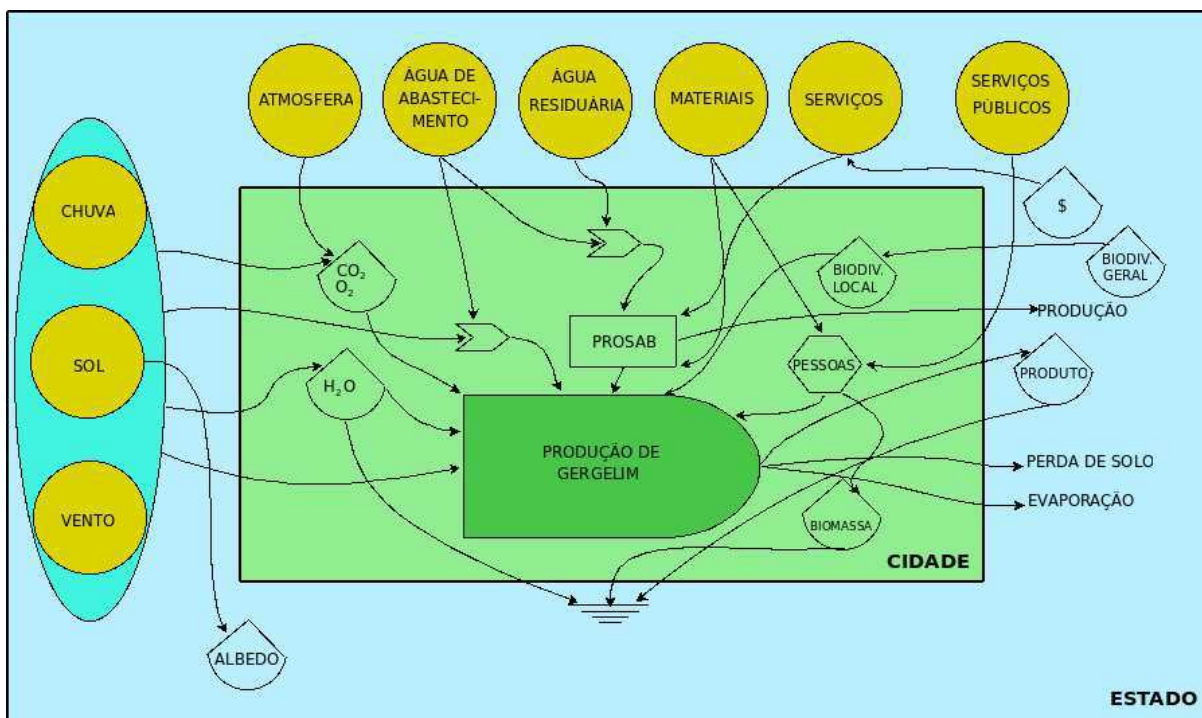 ATMOSFERA
ÁGUA DE
ABASTECI-
MENTO
ÁGUA
RESIDUÁRIA
MATERIAIS
SERVIÇOS
SERVIÇOS
PÚBLICOS
CHUVA
SOL
VENTO
$
CO₂
O₂
BIODIV.
LOCAL
BIODIV.
GERAL
PRODUÇÃO
PROSAB
PESSOAS
PRODUTO
H₂O
PRODUÇÃO DE
GERGELIM
PERDA DE SOLO
EVAPORAÇÃO
BIOMASSA
CIDADE
ALBEDO
ESTADO